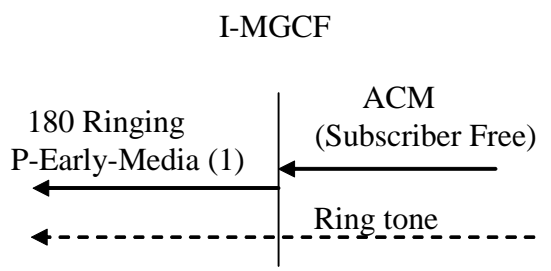 I-MGCF
ACM
(Subscriber Free)
180 Ringing
P-Early-Media (1)
Ring tone